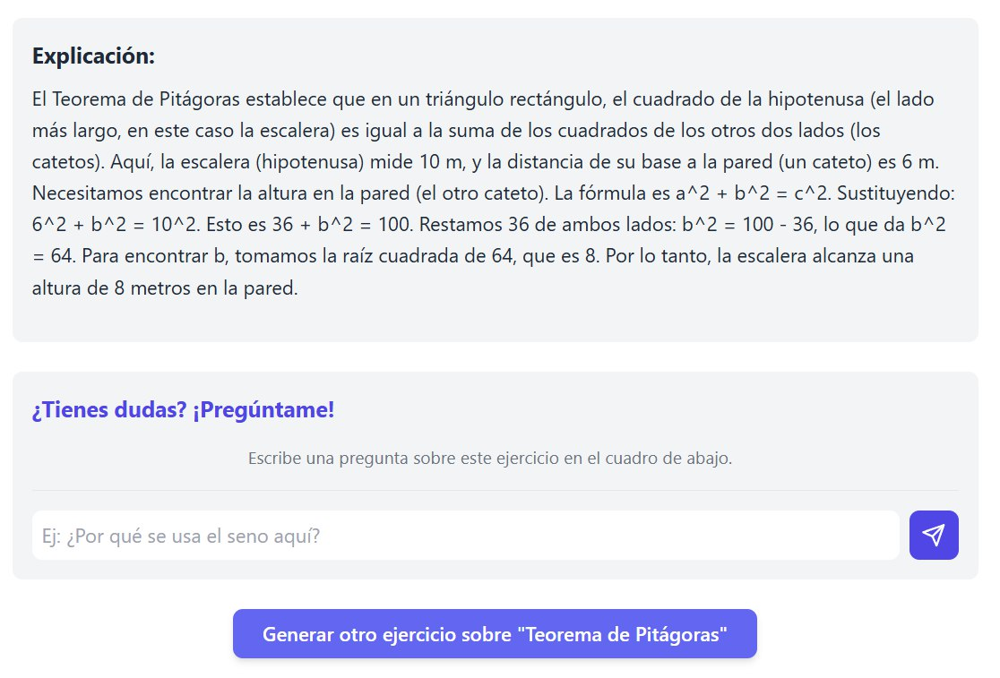 Explicación:
El Teorema de Pitágoras establece que en un triángulo rectángulo, el cuadrado de la hipotenusa (el lado
más largo, en este caso la escalera) es igual a la suma de los cuadrados de los otros dos lados (los
catetos). Aquí, la escalera (hipotenusa) mide 10 m, y la distancia de su base a la pared (un cateto) es 6 m.
Necesitamos encontrar la altura en la pared (el otro cateto). La fórmula es a^2 + b^2 = c^2. Sustituyendo:
6^2 + b^2 = 10^2. Esto es 36 + b^2 = 100. Restamos 36 de ambos lados: b^2 = 100 - 36, lo que da b^2
= 64. Para encontrar b, tomamos la raíz cuadrada de 64, que es 8. Por lo tanto, la escalera alcanza una
altura de 8 metros en la pared.
¿Tienes dudas? ¡Pregúntame!
Escribe una pregunta sobre este ejercicio en el cuadro de abajo.
Ej: ¿Por qué se usa el seno aquí?
Generar otro ejercicio sobre "Teorema de Pitágoras"